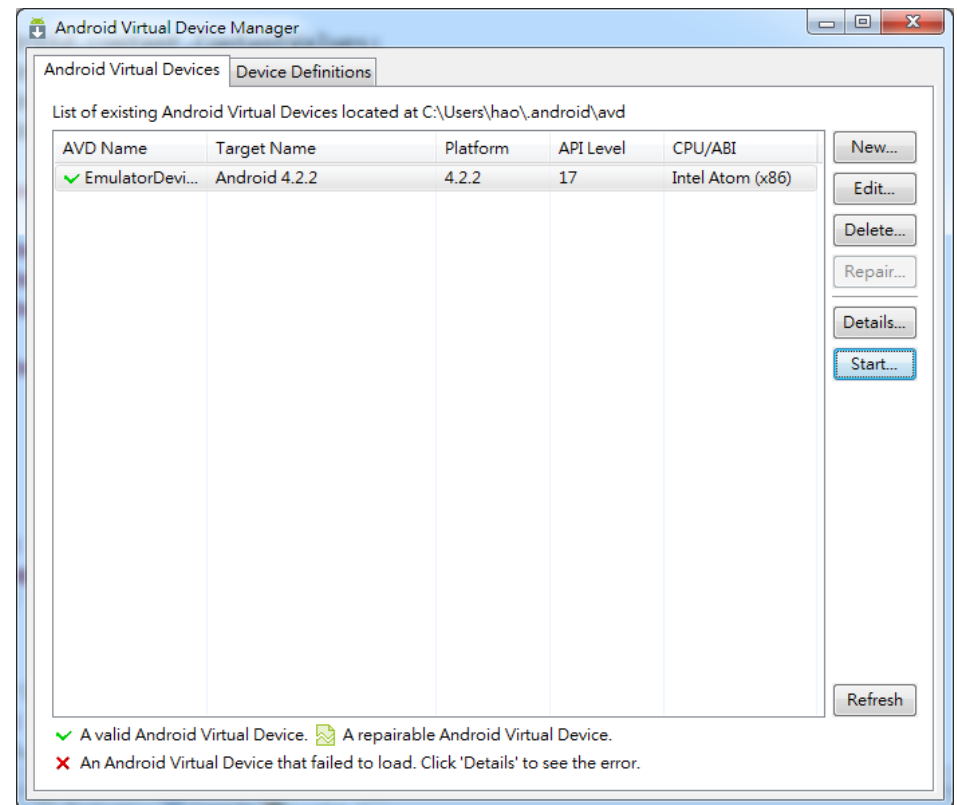 Android Virtual Device Manager
Android Virtual Devices Device Definitions
List of existing Android Virtual Devices located at C:\Users\hao\.android\avd
AVD Name Target Name Platform API Level CPU/ABI
EmulatorDevi... Android 4.2.2 4.2.2 17 Intel Atom (x86)
New...
Edit...
Delete...
Repair...
Details...
Start...
Refresh
A valid Android Virtual Device. A repairable Android Virtual Device.
An Android Virtual Device that failed to load. Click 'Details' to see the error.